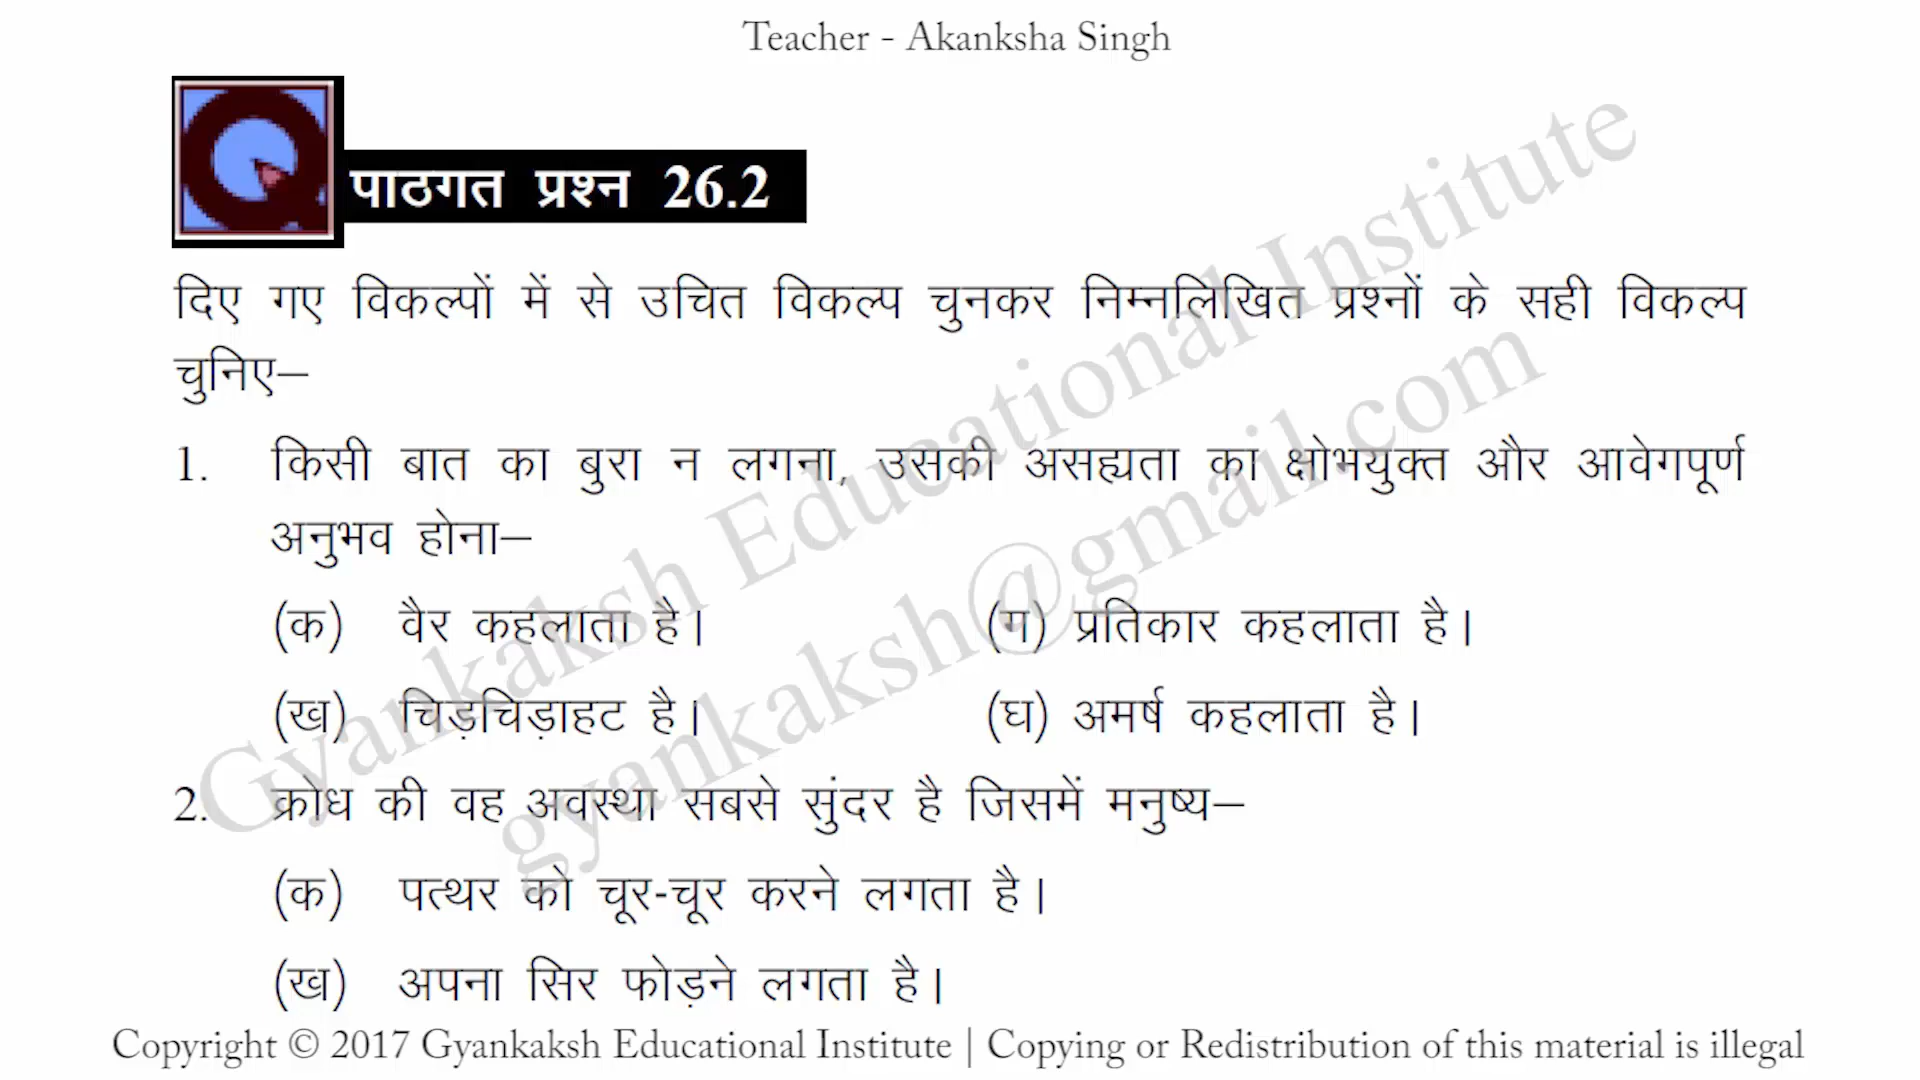 Teacher - Akanksha Singh
पाठगत प्रश्न 26.2
दिए गए विकल्पों में से उचित विकल्प चुनकर निम्नलिखित प्रश्नों के सही विकल्प
चुनिए–
1. किसी बात का बुरा न लगना, उसकी असह्यता का क्षोभयुक्त और आवेगपूर्ण
अनुभव होना–
(क) वैर कहलाता है। (ग) प्रतिकार कहलाता है।
(ख) चिड़चिड़ाहट है। (घ) अमर्ष कहलाता है।
2. क्रोध की वह अवस्था सबसे सुंदर है जिसमें मनुष्य–
(क) पत्थर को चूर-चूर करने लगता है।
(ख) अपना सिर फोड़ने लगता है।
Gyankaksh Educational Institute
gyankaksh@gmail.com
Copyright © 2017 Gyankaksh Educational Institute | Copying or Redistribution of this material is illegal